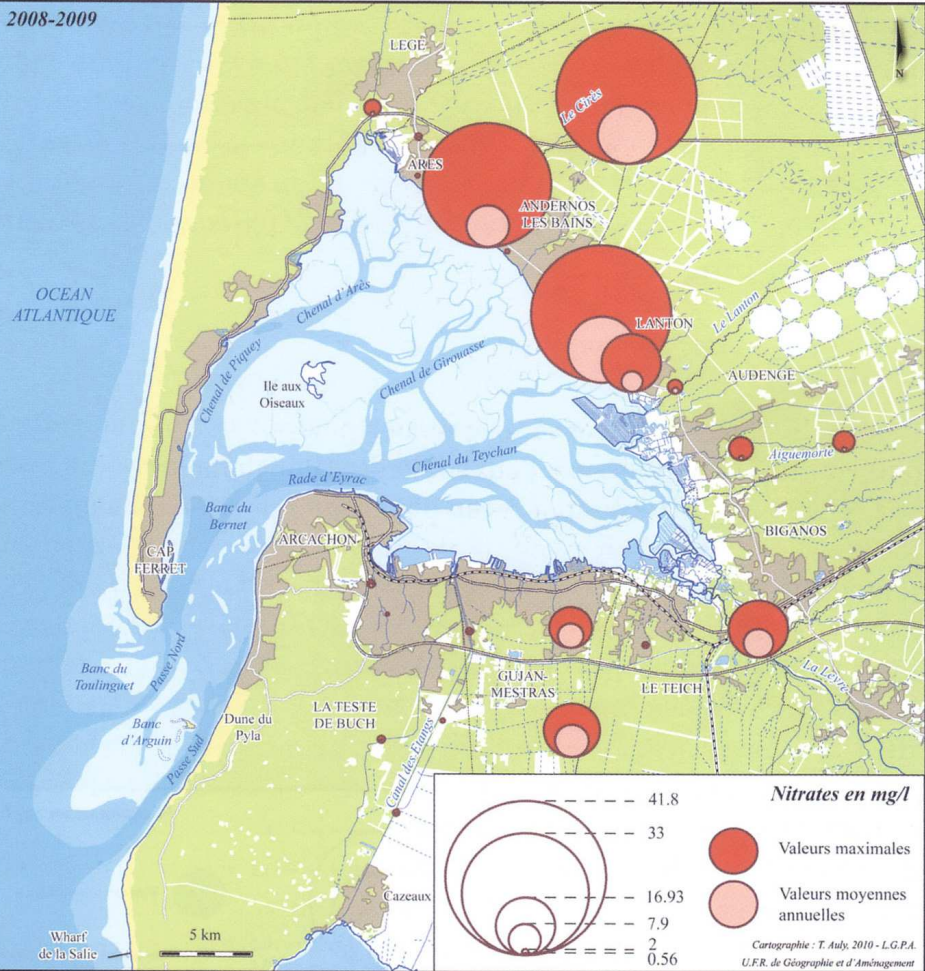 2008-2009
LEGE
N
Le Cirès
ARES
ANDERNOS
LES BAINS
OCEAN
ATLANTIQUE
Chenal d'Arès
Le Lanton
LANTON
Chenal de Piquey
Chenal de Girouasse
AUDENGE
Ile aux
Oiseaux
Aiguemorte
Chenal du Teychan
Rade d'Eyrac
Banc du
Bernet
BIGANOS
ARCACHON
CAP
FERRET
Passe Nord
Banc du
Toulinguet
La Leyre
GUJAN-
MESTRAS
LE TEICH
LA TESTE
DE BUCH
Dune du
Pyla
Banc
d'Arguin
Passe Sud
Canal des Etangs
Nitrates en mg/l
41.8
33
Valeurs maximales
16.93
Valeurs moyennes
annuelles
7.9
2
0.56
Cazeaux
5 km
Wharf
de la Salie
Cartographie : T. Auly, 2010 - L.G.P.A.
U.F.R. de Géographie et d'Aménagement